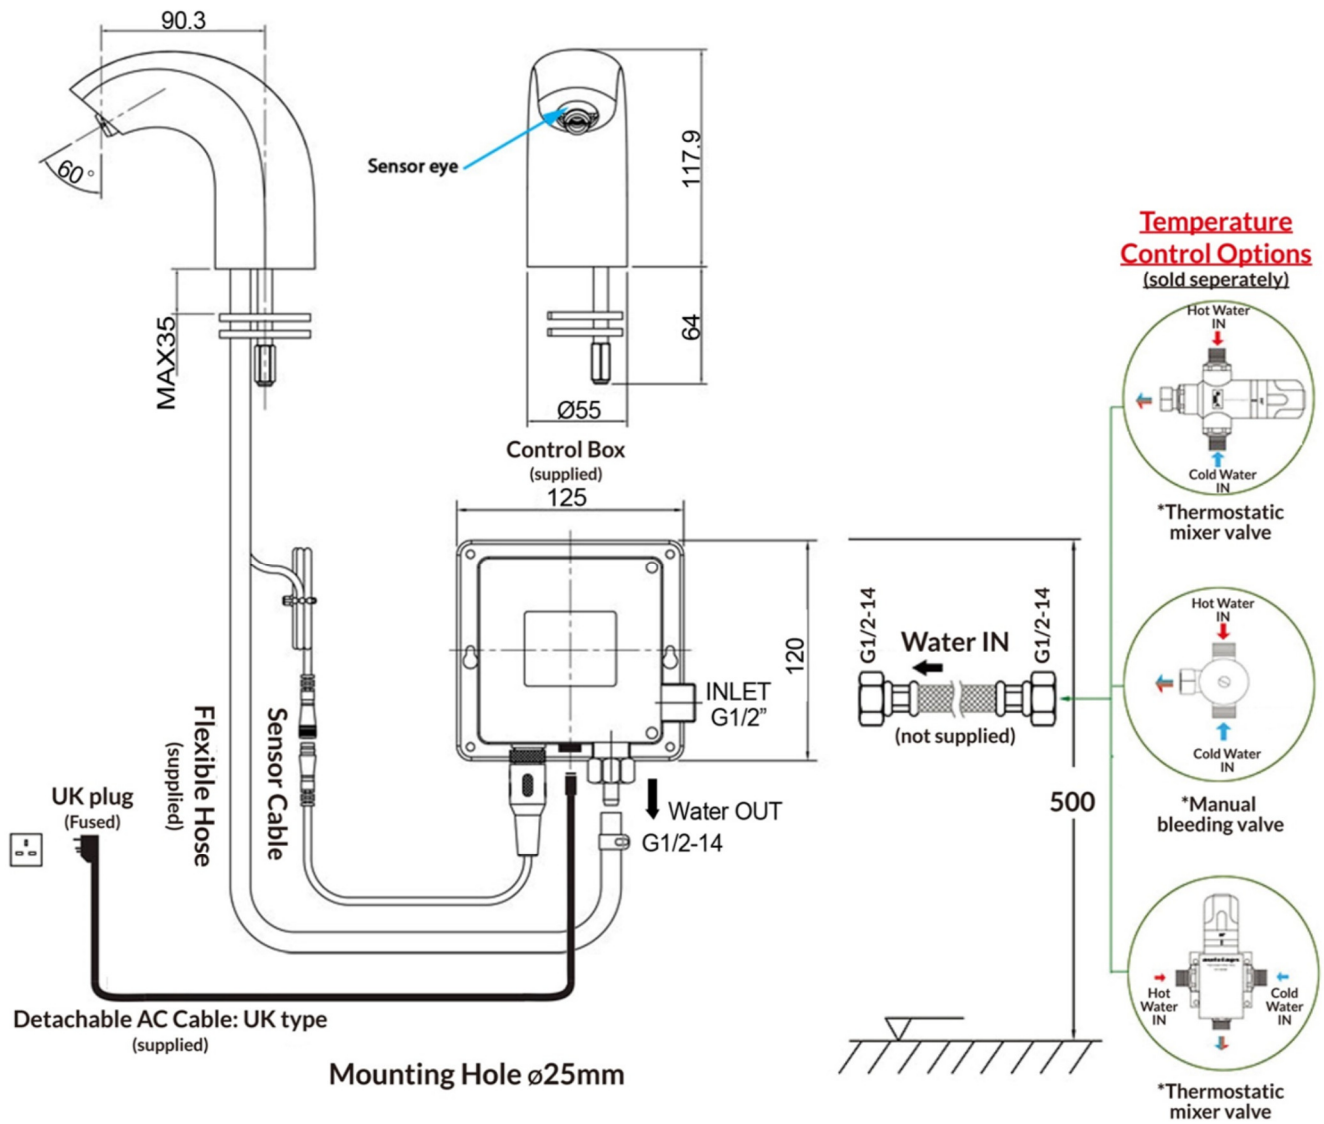 90.3
60°
MAX35
Sensor eye
117.9
64
Ø55
Control Box
(supplied)
125
120
INLET
G1/2”
Water OUT
G1/2-14
Flexible Hose
(supplied)
Sensor Cable
UK plug
(Fused)
Detachable AC Cable: UK type
(supplied)
Mounting Hole ø25mm
G1/2-14
Water IN
G1/2-14
(not supplied)
500
Temperature
Control Options
(sold seperately)
Hot Water
IN
Cold Water
IN
*Thermostatic
mixer valve
Hot Water
IN
Cold Water
IN
*Manual
bleeding valve
Hot
Water
IN
Cold
Water
IN
*Thermostatic
mixer valve